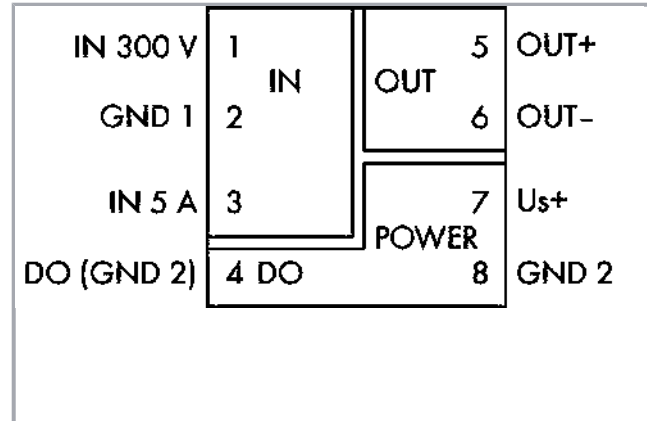 IN 300 V 1 5 OUT+
IN OUT
GND 1 2 6 OUT–
IN 5 A 3 7 Us+
POWER
DO (GND 2) 4 DO 8 GND 2